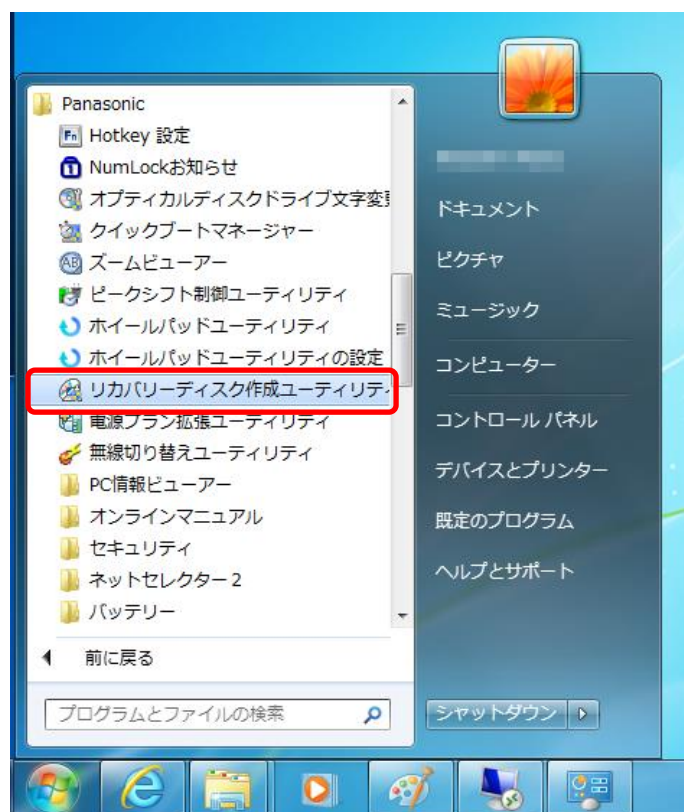 Panasonic
Fn Hotkey 設定
NumLockお知らせ
オプティカルディスクドライブ文字変更
クイックブートマネージャー
AB ズームビューアー
ピークシフト制御ユーティリティ
ホイールパッドユーティリティ
ホイールパッドユーティリティの設定
リカバリーディスク作成ユーティリティ
電源プラン拡張ユーティリティ
無線切り替えユーティリティ
PC情報ビューアー
オンラインマニュアル
セキュリティ
ネットセレクター2
バッテリー
前に戻る
プログラムとファイルの検索
ドキュメント
ピクチャ
ミュージック
コンピューター
コントロール パネル
デバイスとプリンター
既定のプログラム
ヘルプとサポート
シャットダウン